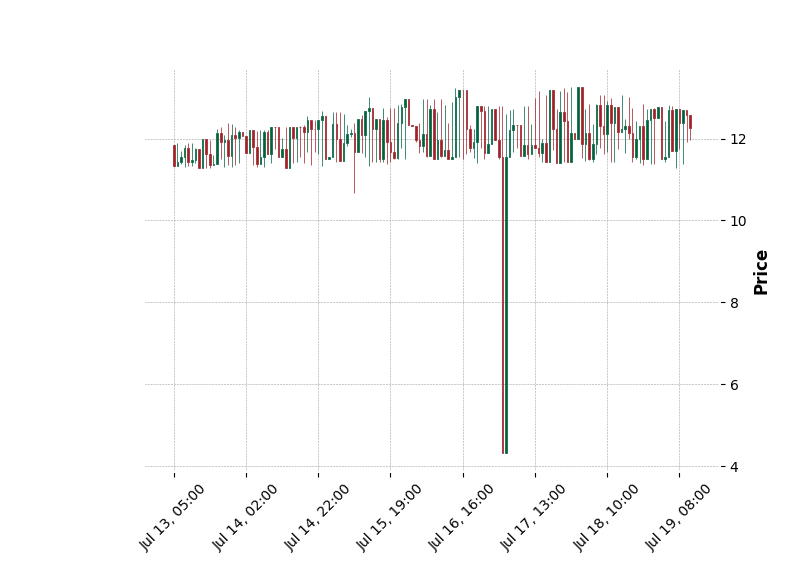 12
10
8
6
4
Price
Jul 13, 05:00
Jul 14, 02:00
Jul 14, 22:00
Jul 15, 19:00
Jul 16, 16:00
Jul 17, 13:00
Jul 18, 10:00
Jul 19, 08:00